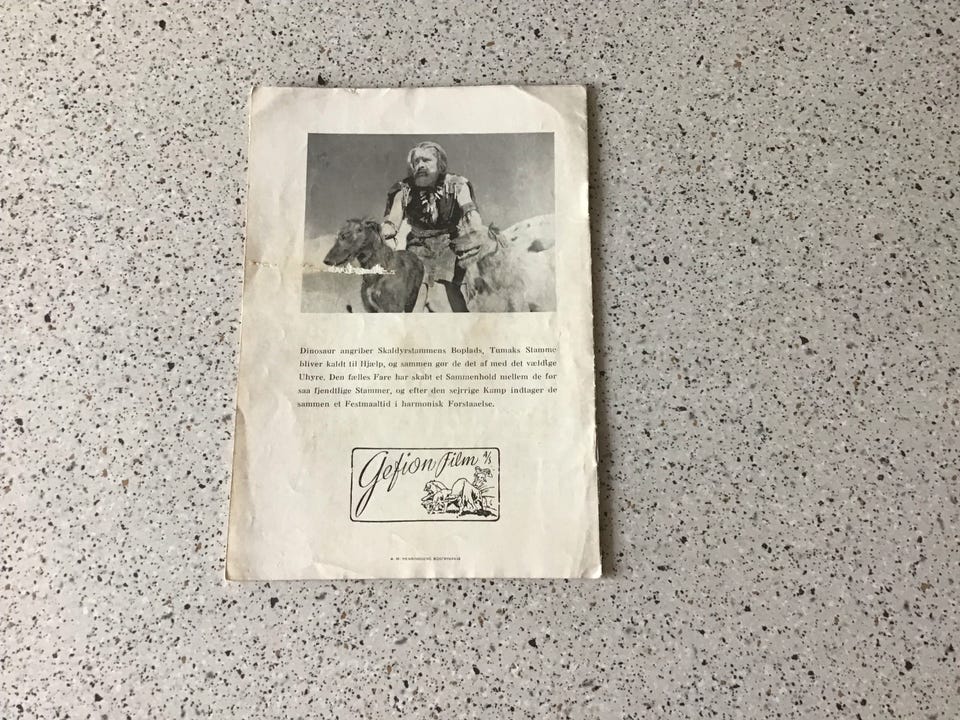 Dinosaur angriber Skaldyrstammens Boplads, Tumaks Stamme
bliver kaldt til Hjælp, og sammen gør de det af med det vældige
Uhyre. Den fælles Fare har skabt et Sammenhold mellem de før
saa fjendtlige Stammer, og efter den sejrrige Kamp indtager de
sammen et Festmaaltid i harmonisk Forstaaelse.
Gefion Film A/S